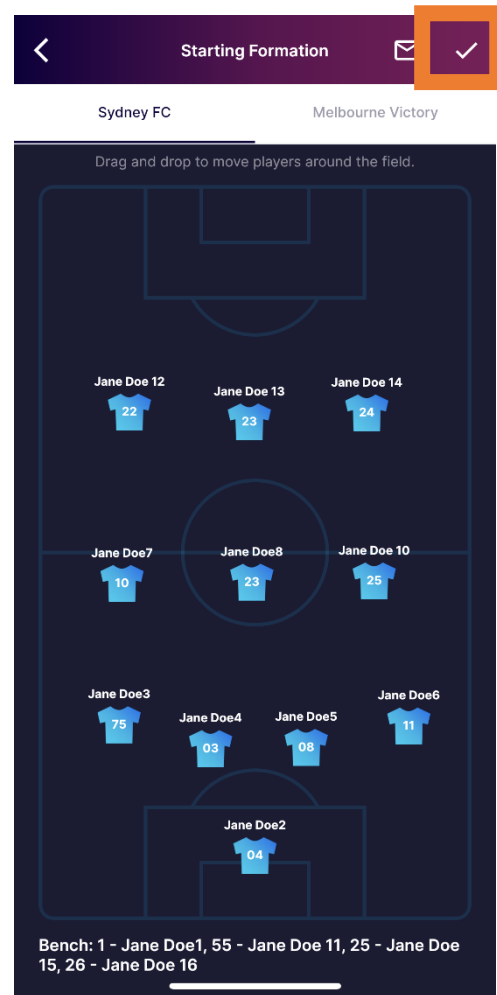 Starting Formation
Sydney FC
Melbourne Victory
Drag and drop to move players around the field.
Jane Doe 12
22
Jane Doe 13
23
Jane Doe 14
24
Jane Doe7
10
Jane Doe8
23
Jane Doe 10
25
Jane Doe3
75
Jane Doe4
03
Jane Doe5
08
Jane Doe6
11
Jane Doe2
04
Bench: 1 - Jane Doe1, 55 - Jane Doe 11, 25 - Jane Doe
15, 26 - Jane Doe 16